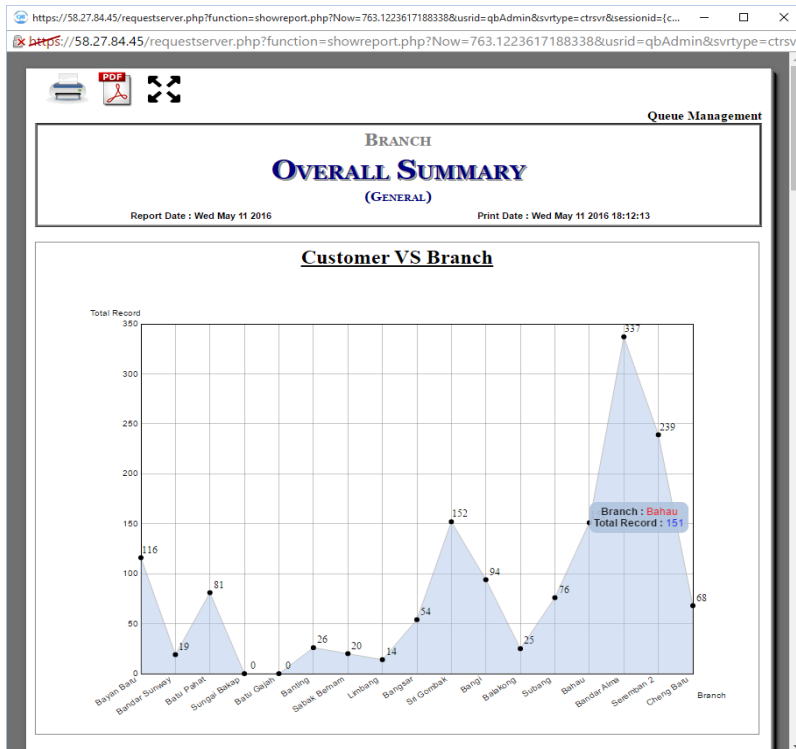 https://58.27.84.45/requestserver.php?function=showreport.php?Now=763.1223617188338&usrid=qbAdmin&svrtype=ctrsvr&sessionid={c...
https://58.27.84.45/requestserver.php?function=showreport.php?Now=763.1223617188338&usrid=qbAdmin&svrtype=ctrsv
PDF
Queue Management
BRANCH
OVERALL SUMMARY
(GENERAL)
Report Date : Wed May 11 2016 Print Date : Wed May 11 2016 18:12:13
Customer VS Branch
Total Record
350
337
300
250
239
200
152
Branch : Bahau
Total Record : 151
150
116
100
94
81
76
68
50
54
26
25
20
19
14
0
0
0
Bayan Baru
Bandar Sunway
Batu Pahat
Sungai Bakap
Batu Gajah
Banting
Sabak Bernam
Limbang
Bangsar
Sri Gombak
Bangi
Balakong
Subang
Bahau
Bandar Alma
Seremban 2
Cheng Baru
Branch